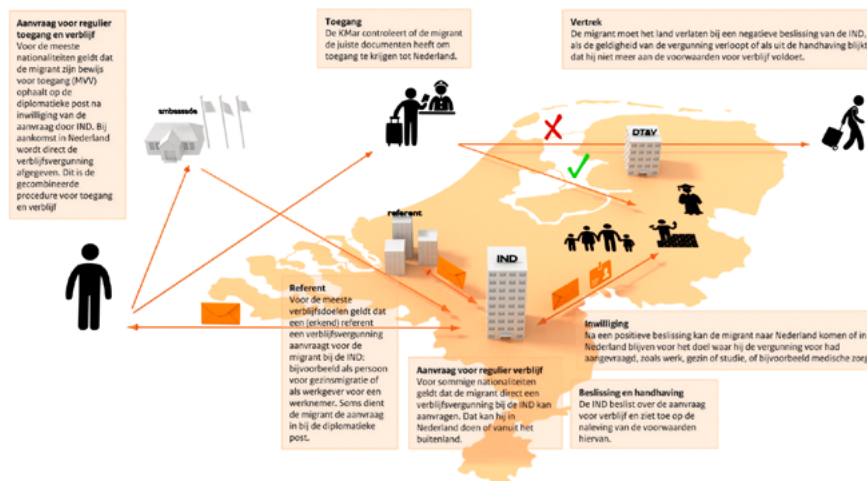 Aanvraag voor regulier
toegang en verblijf
Voor de meeste
nationaliteiten geldt dat
de migrant zijn bewijs
voor toegang (MVV)
ophaalt op de
diplomatieke post na
inwilliging van de
aanvraag door IND. Bij
aankomst in Nederland
wordt direct de
verblijfsvergunning
afgegeven. Dit is de
gecombineerde
procedure voor toegang
en verblijf
ambassade
Toegang
De KMar controleert of de migrant
de juiste documenten heeft om
toegang te krijgen tot Nederland.
Vertrek
De migrant moet het land verlaten bij een negatieve beslissing van de IND,
als de geldigheid van de vergunning verloopt of als uit de handhaving blijkt
dat hij niet meer aan de voorwaarden voor verblijf voldoet.
DT&V
referent
IND
Referent
Voor de meeste
verblijfsdoelen geldt dat
een (erkend) referent
een verblijfsvergunning
aanvraagt voor de
migrant bij de IND:
bijvoorbeeld als persoon
voor gezinsmigratie of
als werkgever voor een
werknemer. Soms dient
de migrant de aanvraag
in bij de diplomatieke
post.
Aanvraag voor regulier verblijf
Voor sommige nationaliteiten
geldt dat de migrant direct een
verblijfsvergunning bij de IND kan
aanvragen. Dat kan hij in
Nederland doen of vanuit het
buitenland.
Inwilliging
Na een positieve beslissing kan de migrant naar Nederland komen of in
Nederland blijven voor het doel waar hij de vergunning voor had
aangevraagd, zoals werk, gezin of studie, of bijvoorbeeld medische zorg
Beslissing en handhaving
De IND beslist over de aanvraag
voor verblijf en ziet toe op de
naleving van de voorwaarden
hiervan.